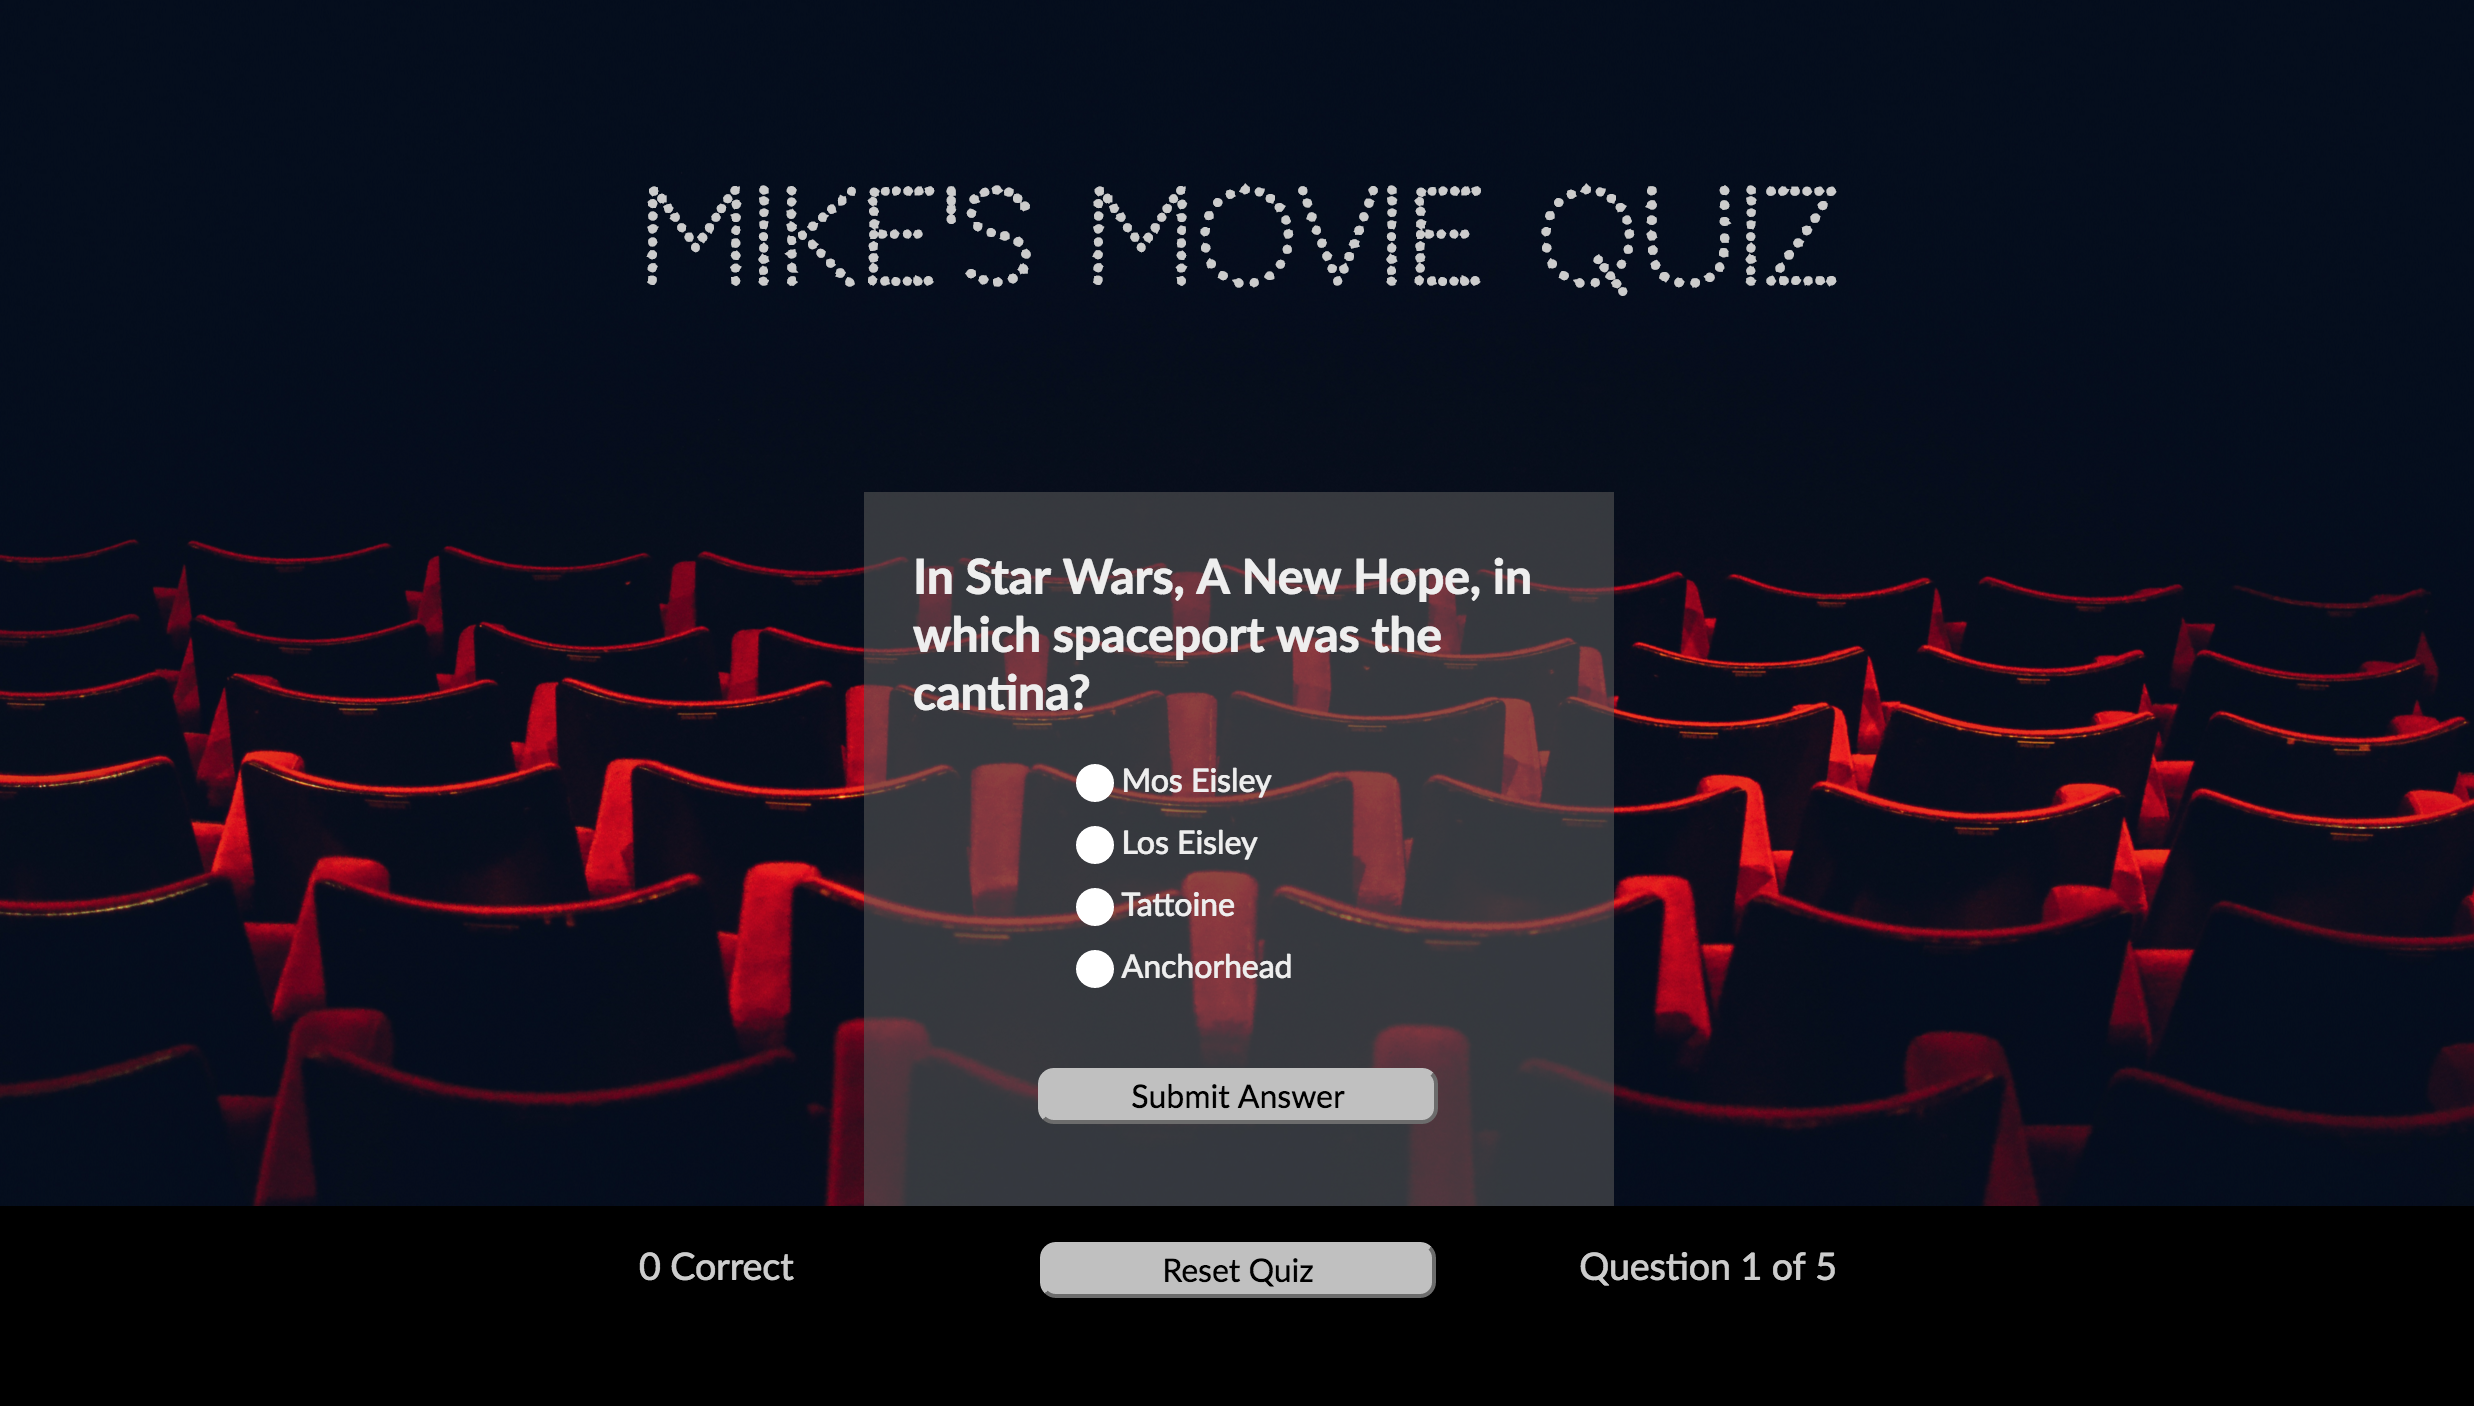 MIKE'S MOVIE QUIZ
In Star Wars, A New Hope, in
which spaceport was the
cantina?
Mos Eisley
Los Eisley
Tattoine
Anchorhead
Submit Answer
0 Correct
Reset Quiz
Question 1 of 5